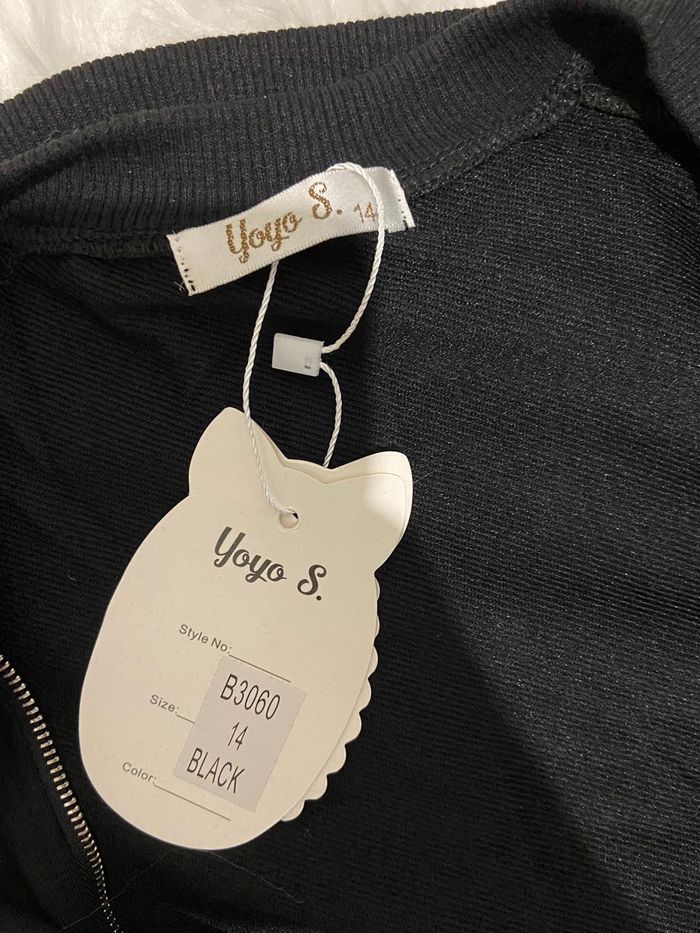 Yoyo S. 14
Yoyo S.
Style No:
B3060
Size:
14
BLACK
Color: